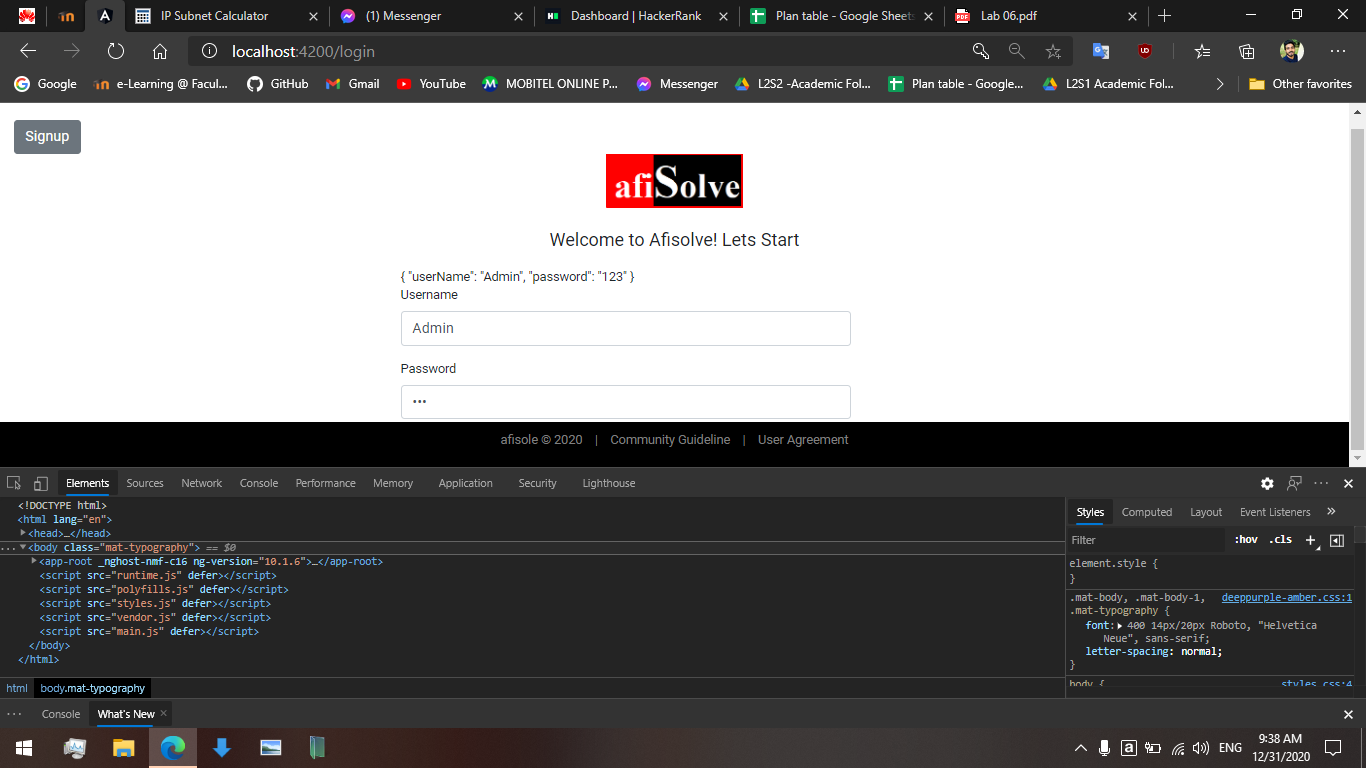 IP Subnet Calculator
(1) Messenger
Dashboard | HackerRank
Plan table - Google Sheets
Lab 06.pdf
localhost:4200/login
Google
e-Learning @ Facul...
GitHub
Gmail
YouTube
MOBITEL ONLINE P...
Messenger
L2S2 -Academic Fol...
Plan table - Google...
L2S1 Academic Fol...
Other favorites
Signup
afiSolve
Welcome to Afisolve! Lets Start
{ "userName": "Admin", "password": "123" }
Username
Admin
Password
•••
afisole © 2020 | Community Guideline | User Agreement
Elements Sources Network Console Performance Memory Application Security Lighthouse
<!DOCTYPE html>
<html lang="en">
<head>…</head>
<body class="mat-typography"> == $0
<app-root _nghost-nmf-c16 ng-version="10.1.6">…</app-root>
<script src="runtime.js" defer></script>
<script src="polyfills.js" defer></script>
<script src="styles.js" defer></script>
<script src="vendor.js" defer></script>
<script src="main.js" defer></script>
</body>
</html>
html body.mat-typography
Styles Computed Layout Event Listeners
Filter :hov .cls
element.style {
}
.mat-body, .mat-body-1, deeppurple-amber.css:1
.mat-typography {
font: 400 14px/20px Roboto, "Helvetica
Neue", sans-serif;
letter-spacing: normal;
}
body { styles.css:4
Console What's New
ENG
9:38 AM
12/31/2020